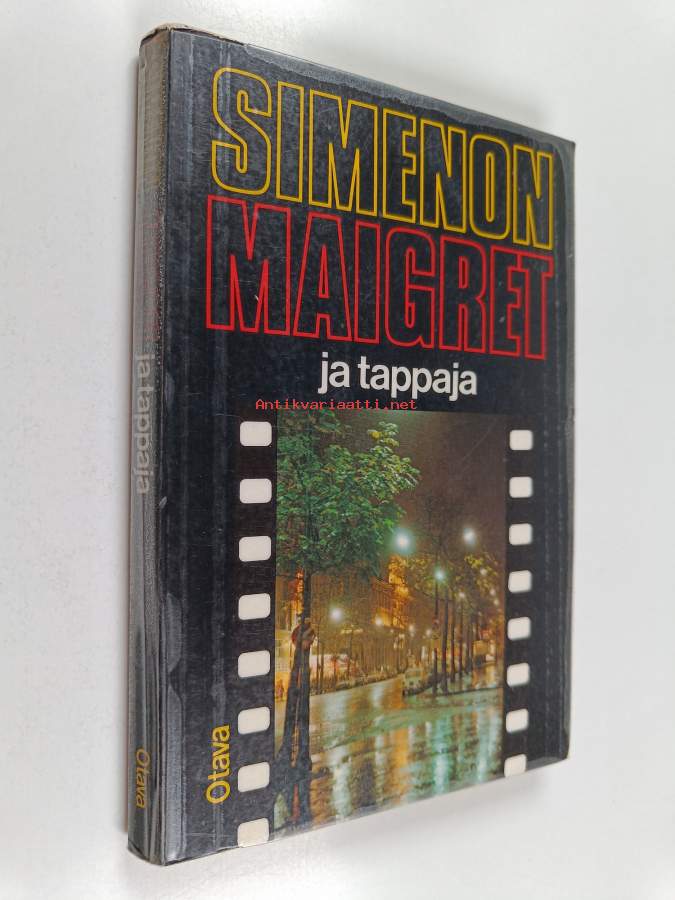 SIMENON
MAIGRET
ja tappaja
Antikvariaatti.net
Otava
ja tappaja
Otava